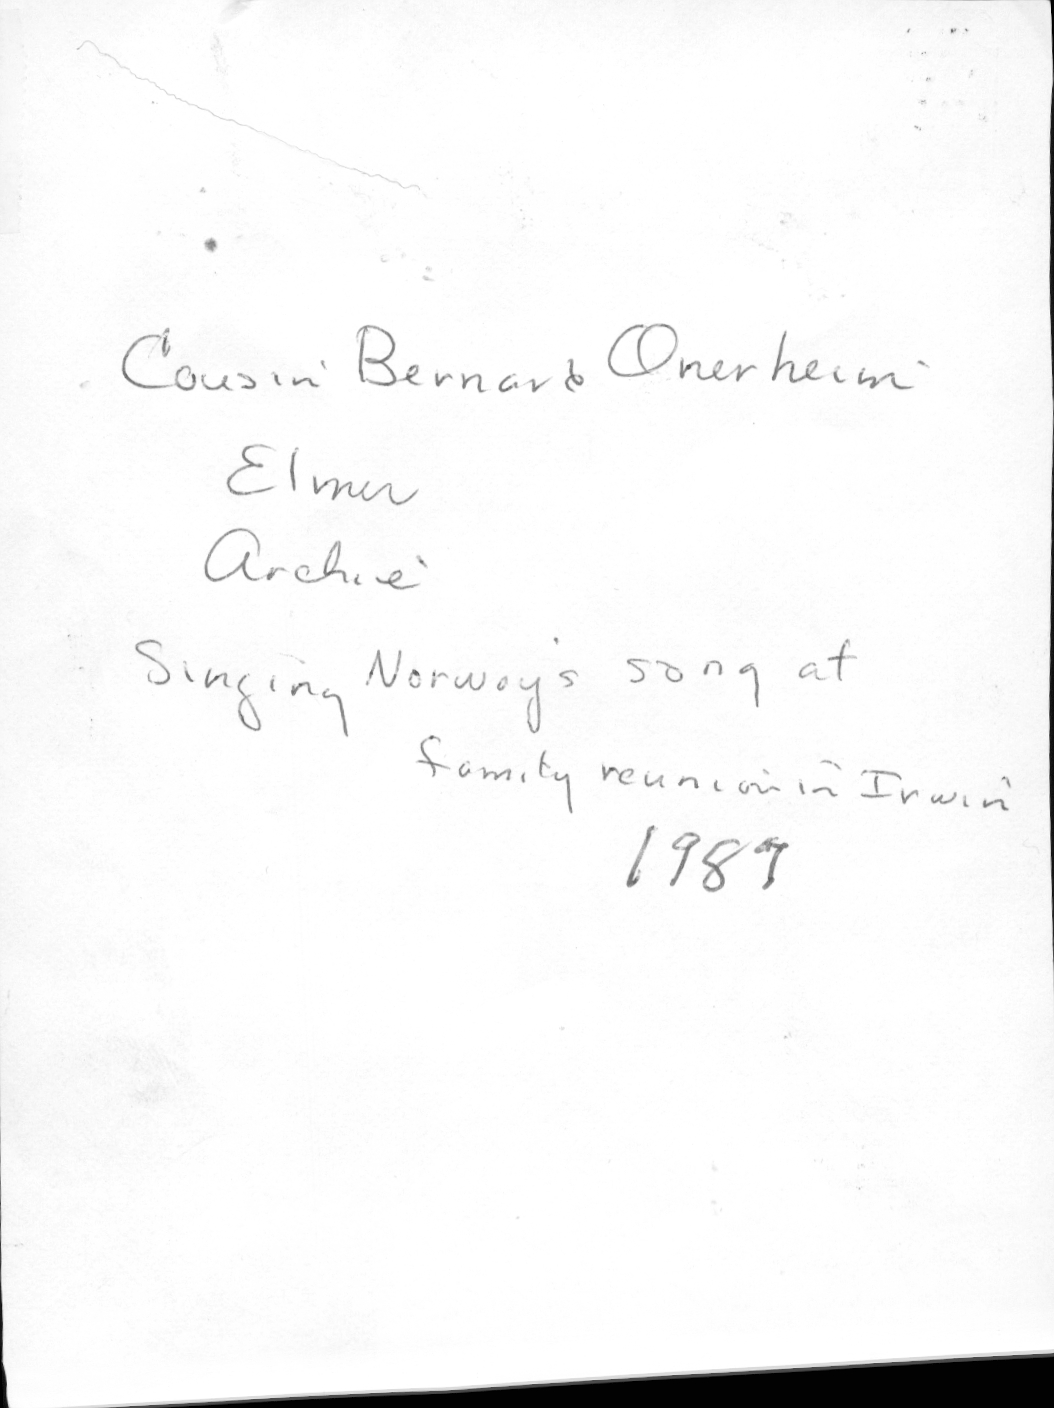 Cousin Bernard Onerheim
Elmer
Archie
Singing Norway's song at
family reunion in Irwin
1989